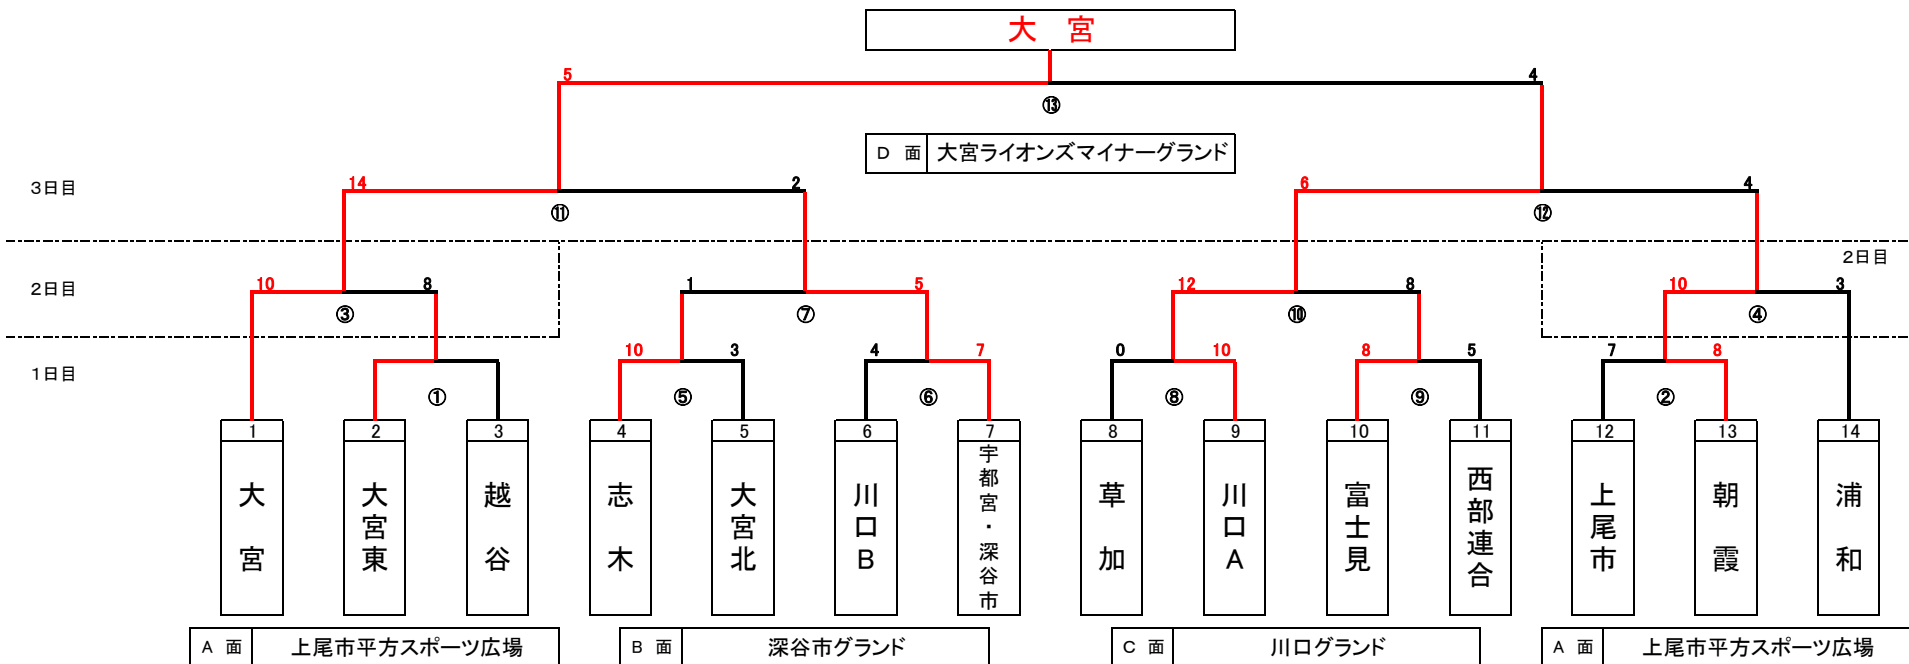 大 宮
5 4
⑬
D 面 大宮ライオンズマイナーグランド
3日目
14 2 6 4
⑪ ⑫
2日目
2日目
10 8 1 5 12 8 10 3
③ ⑦ ⑩ ④
1日目
10 3 4 7 0 10 8 5 7 8
① ⑤ ⑥ ⑧ ⑨ ②
1 2 3 4 5 6 7 8 9 10 11 12 13 14
大宮
大宮東
越谷
志木
大宮北
川口B
宇都宮・深谷市
草加
川口A
富士見
西部連合
上尾市
朝霞
浦和
A 面 上尾市平方スポーツ広場
B 面 深谷市グランド
C 面 川口グランド
A 面 上尾市平方スポーツ広場